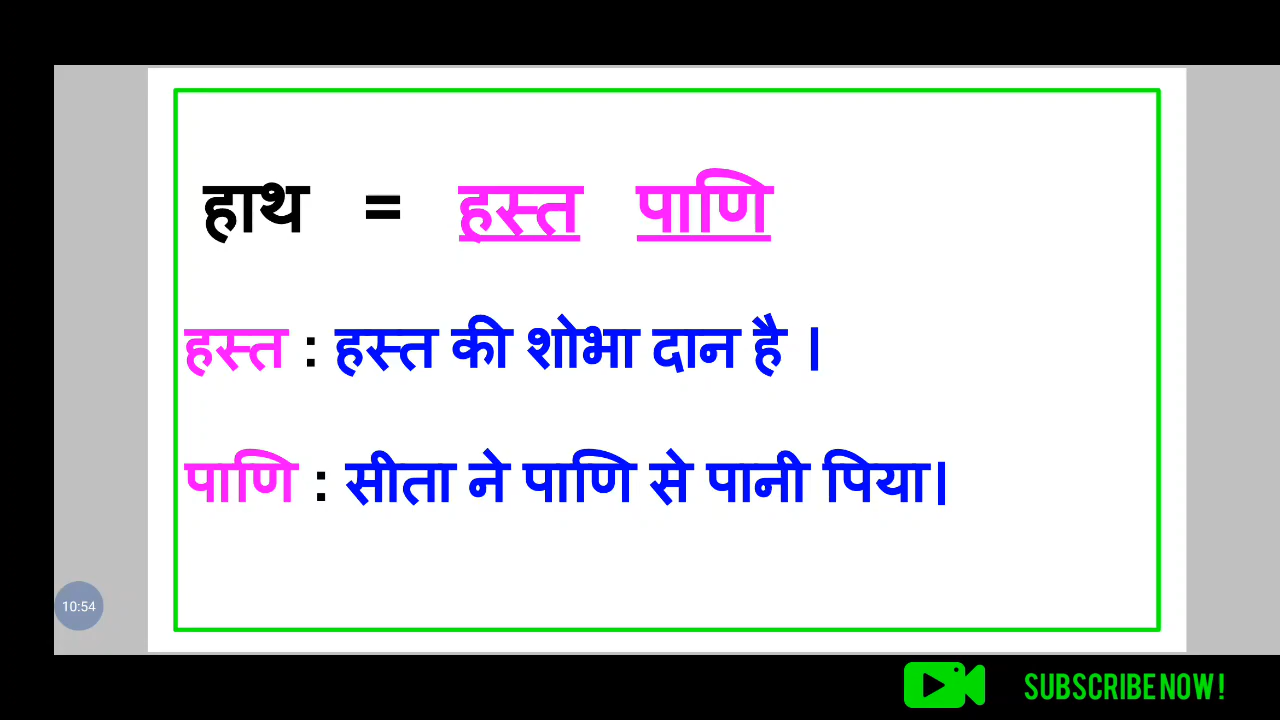 हाथ = हस्त पाणि
हस्त : हस्त की शोभा दान है ।
पाणि : सीता ने पाणि से पानी पिया।
10:54
SUBSCRIBE NOW !